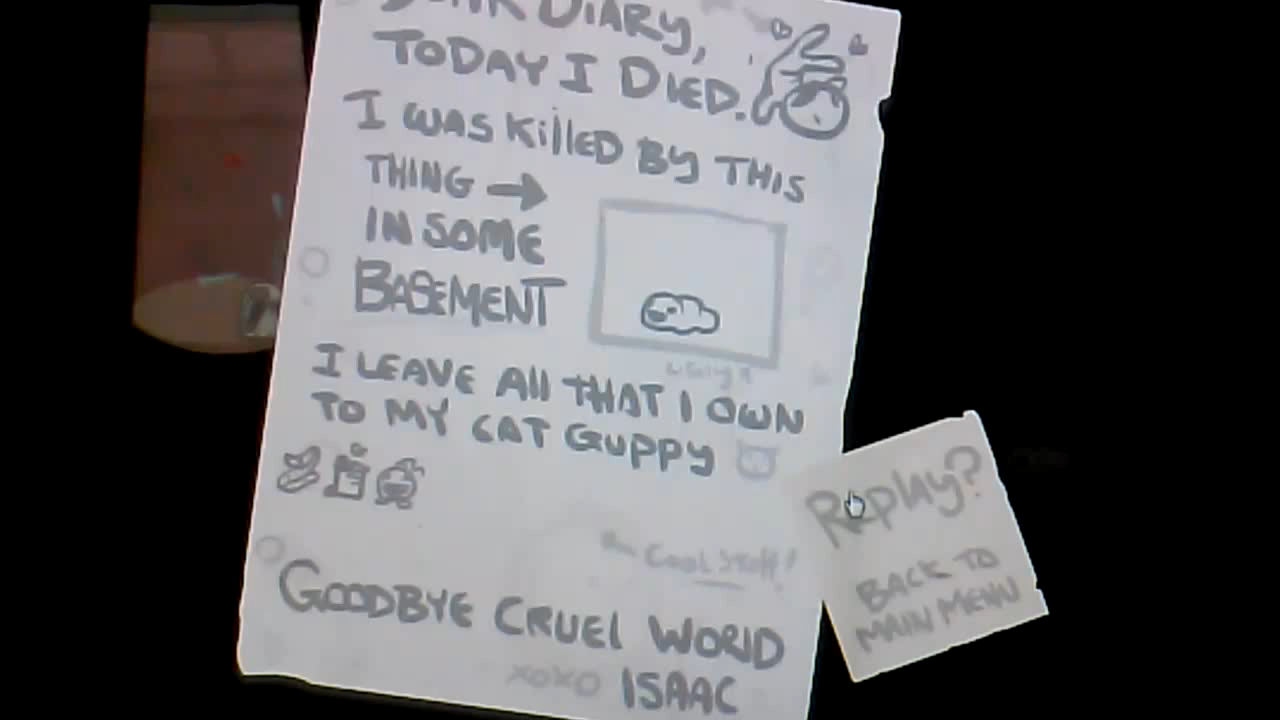 DIARY,
TODAY I DIED.
I WAS KillED BY THIS
THING
IN SOME
BASEMENT
I LEAVE All THAT I OWN
TO MY CAT GUPPY
COOL STUFF!
GOODBYE CRUEL WORlD
XOXO ISAAC
Replay?
BACK TO
MAIN MENU